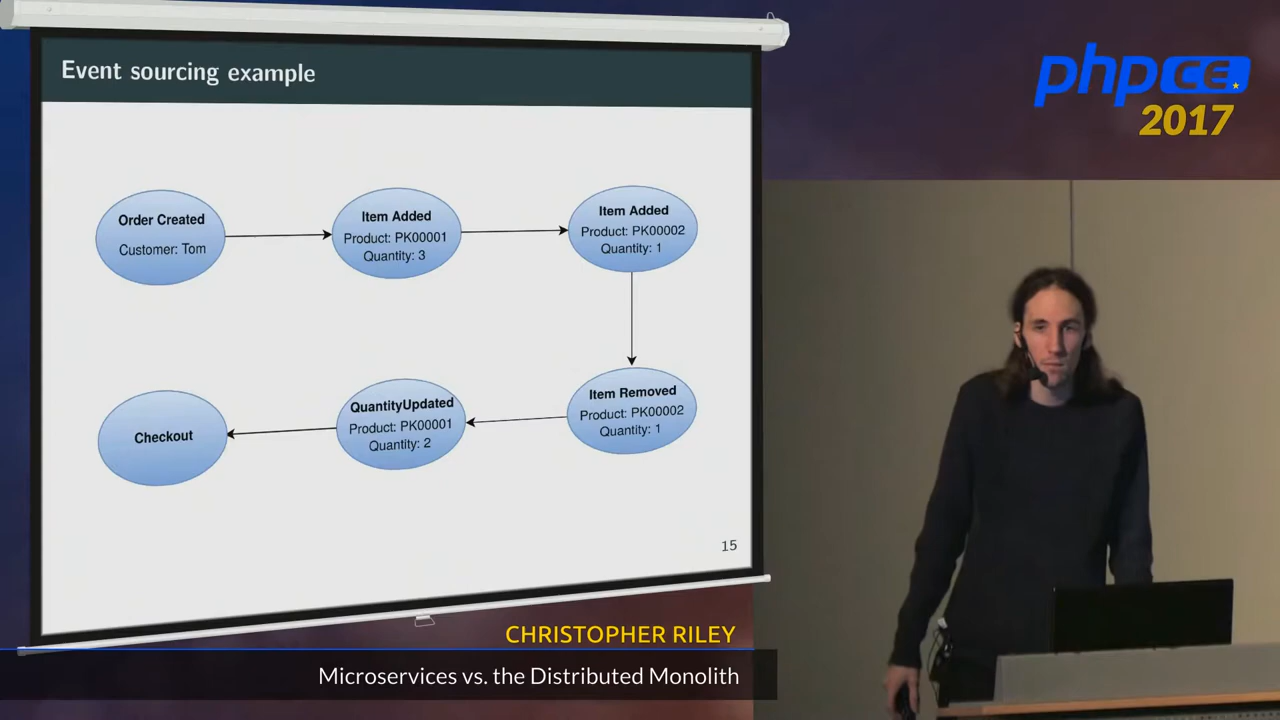 Event sourcing example
Order Created
Customer: Tom
Item Added
Product: PK00001
Quantity: 3
Item Added
Product: PK00002
Quantity: 1
Item Removed
Product: PK00002
Quantity: 1
QuantityUpdated
Product: PK00001
Quantity: 2
Checkout
15
phpCE
2017
CHRISTOPHER RILEY
Microservices vs. the Distributed Monolith